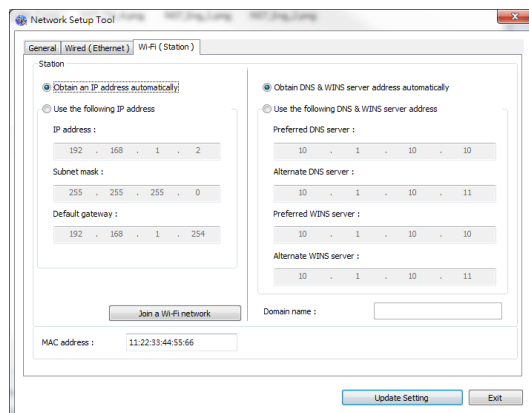 Network Setup Tool
General Wired ( Ethernet ) Wi-Fi ( Station )
Station
Obtain an IP address automatically
Use the following IP address
IP address :
192 . 168 . 1 . 2
Subnet mask :
255 . 255 . 255 . 0
Default gateway :
192 . 168 . 1 . 254
Join a Wi-Fi network
Obtain DNS & WINS server address automatically
Use the following DNS & WINS server address
Preferred DNS server :
10 . 1 . 10 . 10
Alternate DNS server :
10 . 1 . 10 . 11
Preferred WINS server :
10 . 1 . 10 . 10
Alternate WINS server :
10 . 1 . 10 . 11
Domain name :
MAC address : 11:22:33:44:55:66
Update Setting Exit